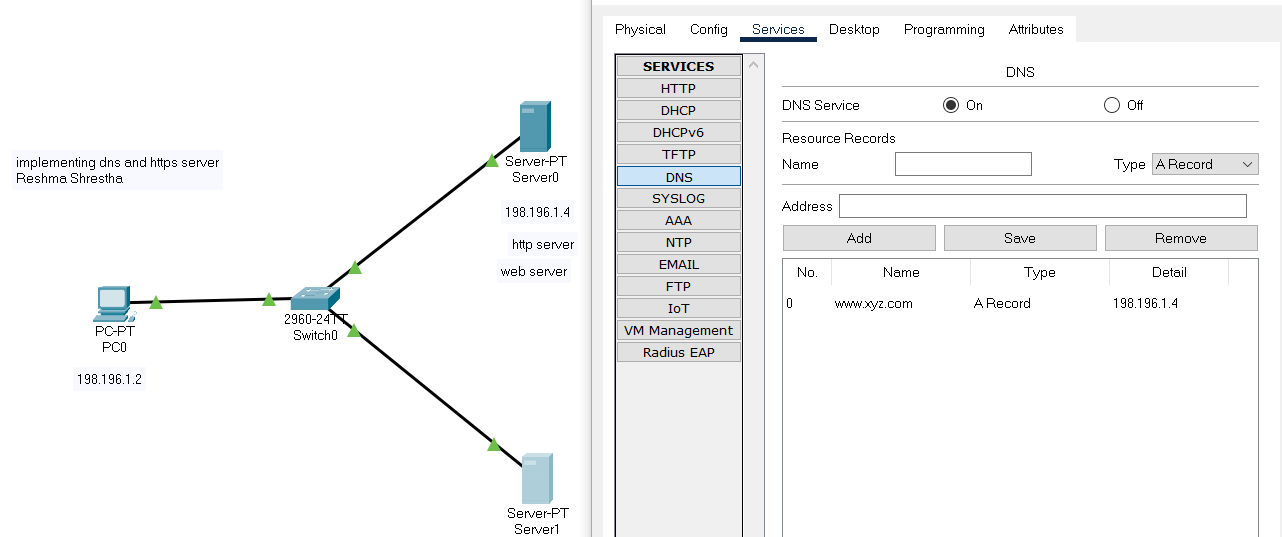 implementing dns and https server
Reshma Shrestha
Server-PT
Server0
198.196.1.4
http server
web server
2960-24TT
Switch0
PC-PT
PC0
198.196.1.2
Server-PT
Server1
Physical Config Services Desktop Programming Attributes
SERVICES
HTTP
DHCP
DHCPv6
TFTP
DNS
SYSLOG
AAA
NTP
EMAIL
FTP
IoT
VM Management
Radius EAP
DNS
DNS Service On Off
Resource Records
Name Type A Record
Address
Add Save Remove
No. Name Type Detail
0 www.xyz.com A Record 198.196.1.4